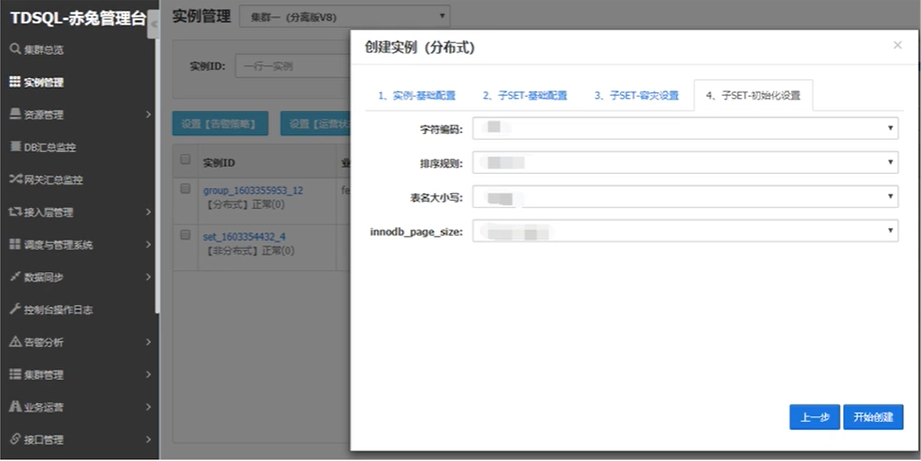 TDSQL-赤兔管理台
集群总览
实例管理
资源管理
DB汇总监控
网关汇总监控
接入层管理
调度与管理系统
数据同步
控制台操作日志
告警分析
集群管理
业务运营
接口管理
实例管理 集群一（分离版V8）
实例ID: 一行一实例
设置【告警策略】 设置【运营状
实例ID 业
group_1603355953_12 fe
【分布式】正常(0)
set_1603354432_4
【非分布式】正常(0)
创建实例（分布式） ×
1、实例-基础配置 2、子SET-基础配置 3、子SET-容灾设置 4、子SET-初始化设置
字符编码:
排序规则:
表名大小写:
innodb_page_size:
上一步 开始创建